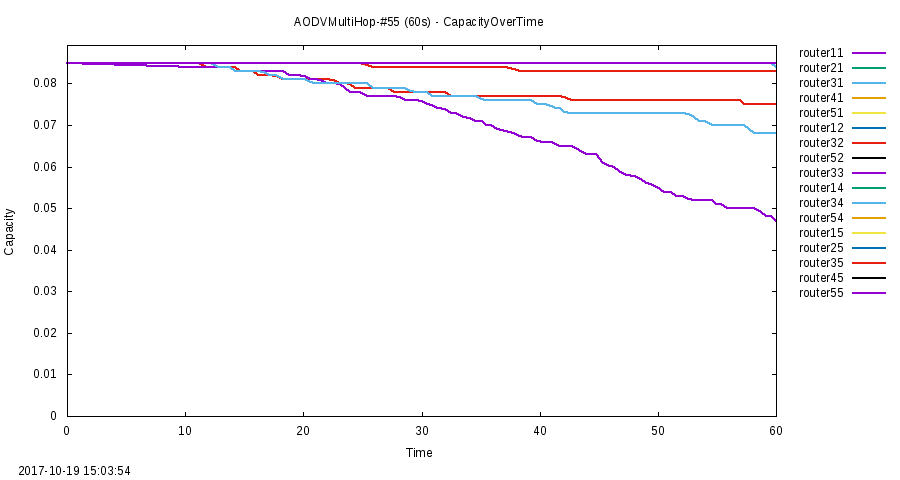 AODVMultiHop-#55 (60s) - CapacityOverTime
router11
router21
router31
router41
router51
router12
router32
router52
router33
router14
router34
router54
router15
router25
router35
router45
router55
0.08
0.07
0.06
0.05
0.04
0.03
0.02
0.01
0
Capacity
0 10 20 30 40 50 60
Time
2017-10-19 15:03:54